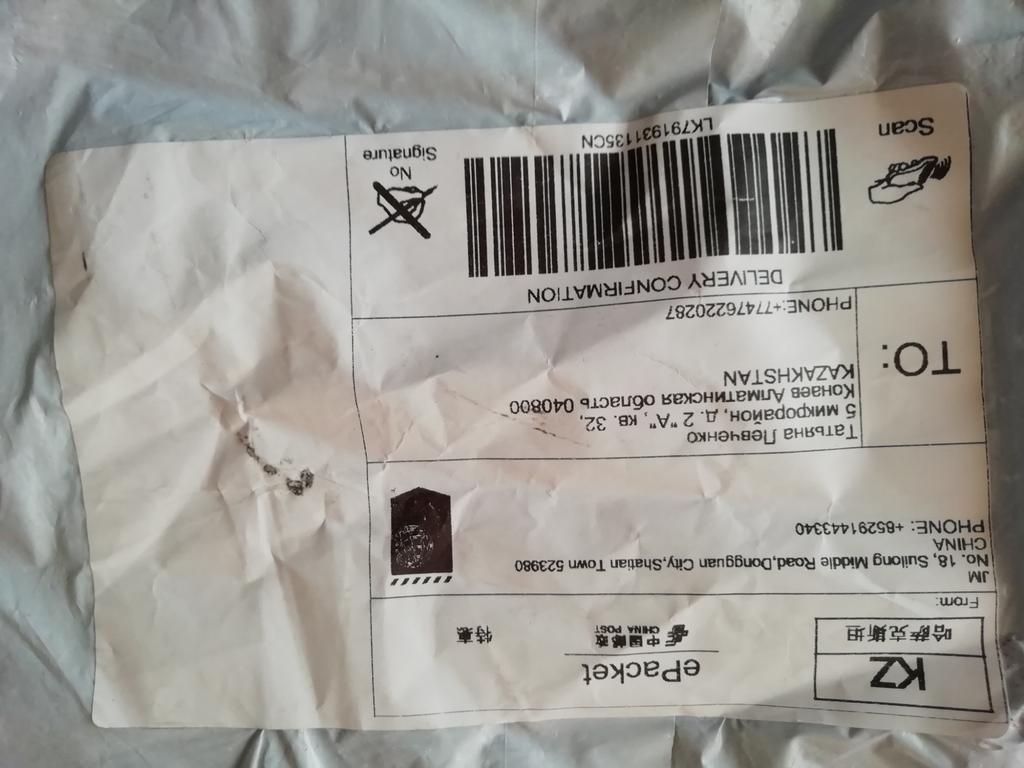 KZ
哈萨克斯坦
ePacket
中国邮政
CHINA POST
特惠
From:
JM
No. 18, Suilong Middle Road,Dongguan City,Shatian Town 523980
CHINA
PHONE: +85291443340
TO:
Татьяна Левченко
5 микрорайон, д. 2 "А", кв. 32,
Конаев Алматинская область 040800
KAZAKHSTAN
PHONE:+77476220287
DELIVERY CONFIRMATION
Scan
LK791931135CN
No
Signature